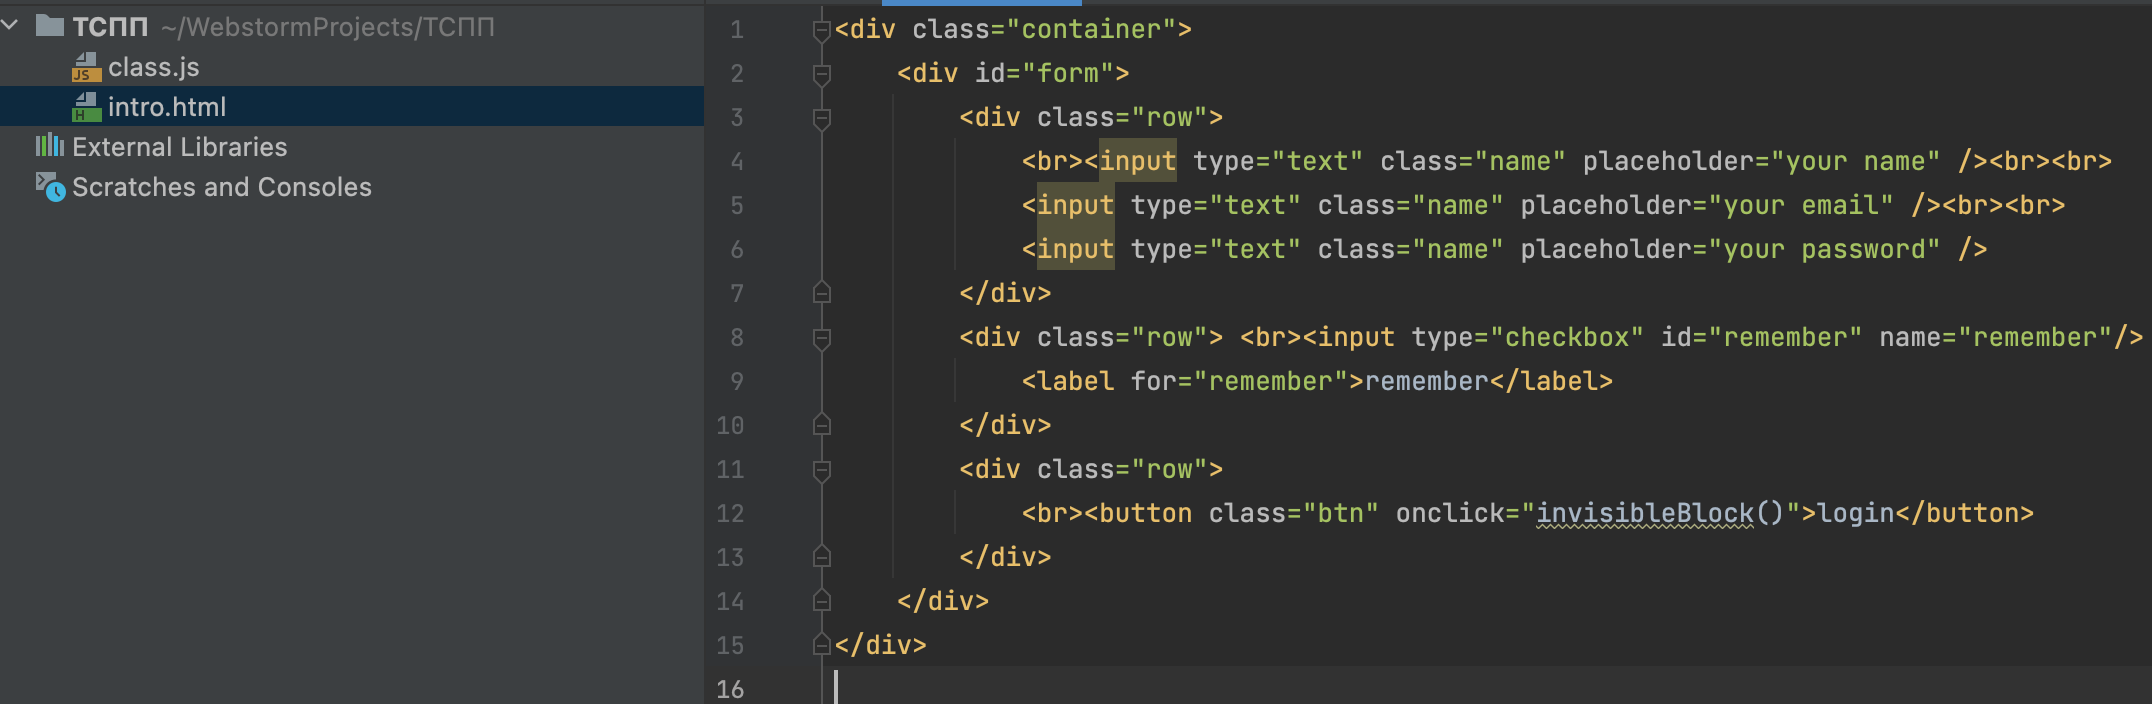 ТСПП ~/WebstormProjects/ТСПП
JS class.js
H intro.html
External Libraries
Scratches and Consoles
1 <div class="container">
2 <div id="form">
3 <div class="row">
4 <br><input type="text" class="name" placeholder="your name" /><br><br>
5 <input type="text" class="name" placeholder="your email" /><br><br>
6 <input type="text" class="name" placeholder="your password" />
7 </div>
8 <div class="row"> <br><input type="checkbox" id="remember" name="remember"/>
9 <label for="remember">remember</label>
10 </div>
11 <div class="row">
12 <br><button class="btn" onclick="invisibleBlock()">login</button>
13 </div>
14 </div>
15 </div>
16